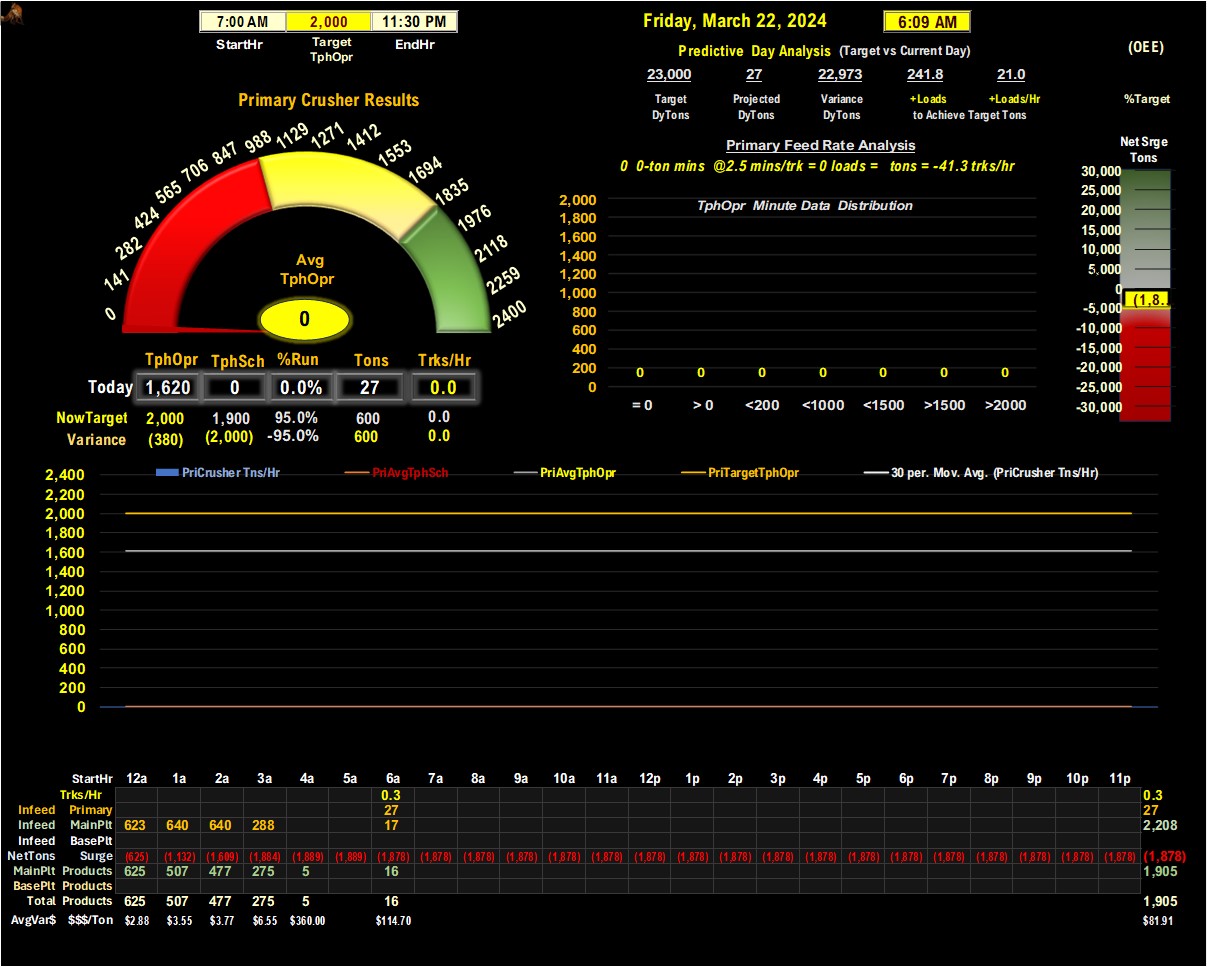 7:00 AM 2,000 11:30 PM
StartHr Target TphOpr EndHr
Friday, March 22, 2024 6:09 AM
Predictive Day Analysis (Target vs Current Day)
(OEE)
23,000 27 22,973 241.8 21.0
Target Projected Variance +Loads +Loads/Hr
DyTons DyTons DyTons to Achieve Target Tons
%Target
Primary Crusher Results
0 141 282 424 565 706 847 988 1129 1271 1412 1553 1694 1835 1976 2118 2259 2400
Avg
TphOpr
0
Primary Feed Rate Analysis
0 0-ton mins @2.5 mins/trk = 0 loads = tons = -41.3 trks/hr
TphOpr Minute Data Distribution
2,000
1,800
1,600
1,400
1,200
1,000
800
600
400
200
0
0 0 0 0 0 0 0
= 0 > 0 <200 <1000 <1500 >1500 >2000
Net Srge
Tons
30,000
25,000
20,000
15,000
10,000
5,000
0
(1,8..
-5,000
-10,000
-15,000
-20,000
-25,000
-30,000
TphOpr TphSch %Run Tons Trks/Hr
Today 1,620 0 0.0% 27 0.0
NowTarget 2,000 1,900 95.0% 600 0.0
Variance (380) (2,000) -95.0% 600 0.0
PriCrusher Tns/Hr PriAvgTphSch PriAvgTphOpr PriTargetTphOpr 30 per. Mov. Avg. (PriCrusher Tns/Hr)
2,400
2,200
2,000
1,800
1,600
1,400
1,200
1,000
800
600
400
200
0
StartHr 12a 1a 2a 3a 4a 5a 6a 7a 8a 9a 10a 11a 12p 1p 2p 3p 4p 5p 6p 7p 8p 9p 10p 11p
Trks/Hr 0.3 0.3
Infeed Primary 27 27
Infeed MainPlt 623 640 640 288 17 2,208
Infeed BasePlt
NetTons Surge (625) (1,132) (1,609) (1,884) (1,889) (1,889) (1,878) (1,878) (1,878) (1,878) (1,878) (1,878) (1,878) (1,878) (1,878) (1,878) (1,878) (1,878) (1,878) (1,878) (1,878) (1,878) (1,878) (1,878) (1,878)
MainPlt Products 625 507 477 275 5 16 1,905
BasePlt Products
Total Products 625 507 477 275 5 16 1,905
AvgVar$ $$$/Ton $2.88 $3.55 $3.77 $6.55 $360.00 $114.70 $81.91